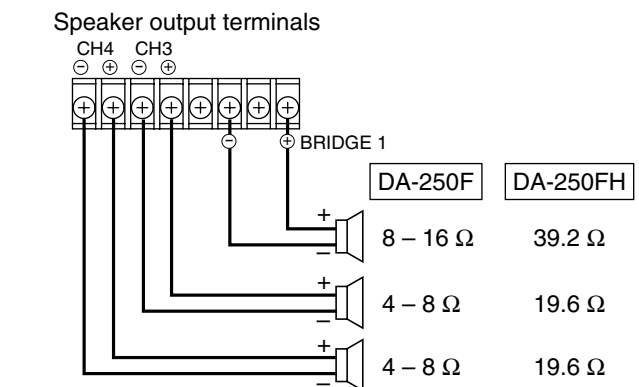 Speaker output terminals
CH4 CH3
⊖ ⊕ ⊖ ⊕
⊖ ⊕ BRIDGE 1
DA-250F DA-250FH
+
− 8 – 16 Ω 39.2 Ω
+
− 4 – 8 Ω 19.6 Ω
+
− 4 – 8 Ω 19.6 Ω